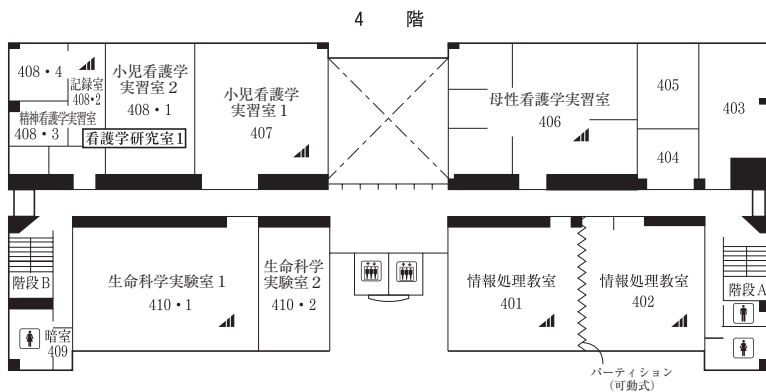 4 階
408・4
記録室
408・2
小児看護学
実習室2
408・1
小児看護学
実習室1
407
精神看護学実習室
408・3
看護学研究室1
母性看護学実習室
406
405
404
403
生命科学実験室1
410・1
生命科学
実験室2
410・2
情報処理教室
401
情報処理教室
402
階段B
階段A
暗室
409
パーティション
(可動式)